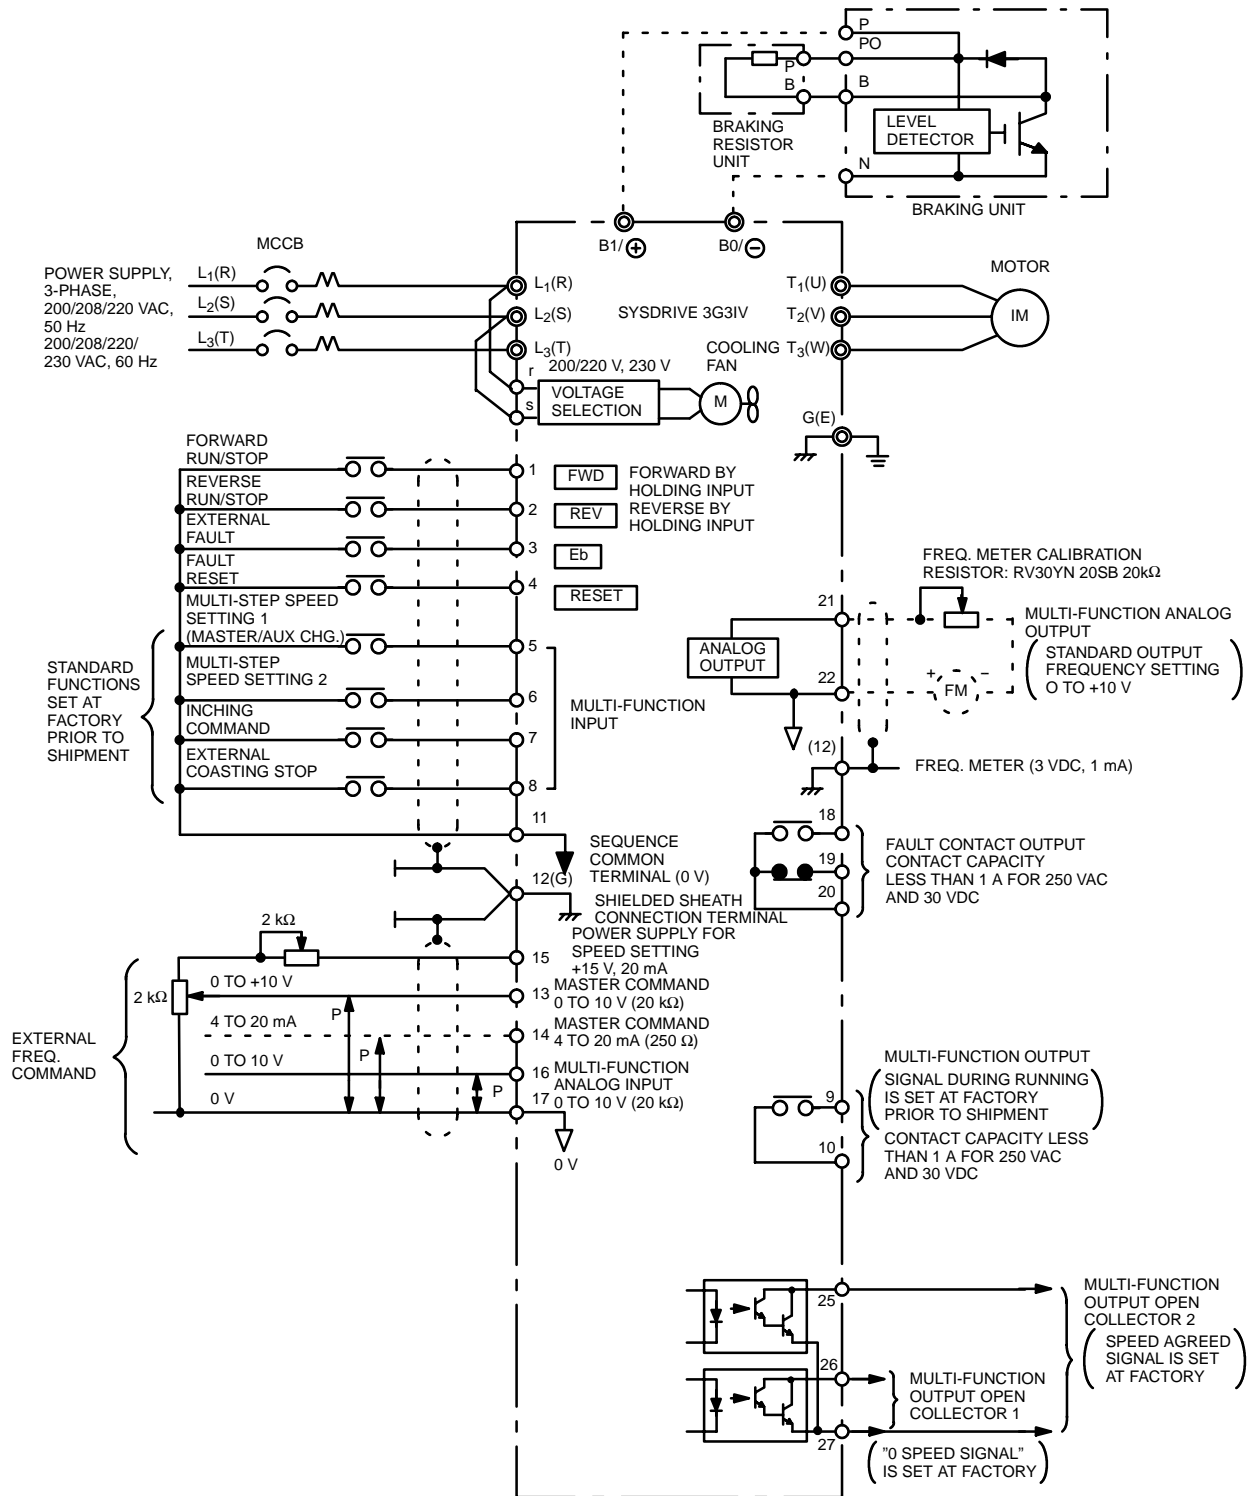 P
PO
P
B
B
LEVEL
DETECTOR
BRAKING
RESISTOR
UNIT
N
BRAKING UNIT
B1/+
B0/−
MCCB
MOTOR
POWER SUPPLY,
3-PHASE,
200/208/220 VAC,
50 Hz
200/208/220/
230 VAC, 60 Hz
L1(R)
L2(S)
L3(T)
L1(R)
L2(S)
L3(T)
SYSDRIVE 3G3IV
T1(U)
T2(V)
T3(W)
IM
COOLING
FAN
r
200/220 V, 230 V
s
VOLTAGE
SELECTION
M
G(E)
FORWARD
RUN/STOP
1
FWD
FORWARD BY
HOLDING INPUT
REVERSE
RUN/STOP
2
REV
REVERSE BY
HOLDING INPUT
EXTERNAL
FAULT
3
Eb
FAULT
RESET
4
RESET
MULTI-STEP SPEED
SETTING 1
(MASTER/AUX CHG.)
5
MULTI-STEP
SPEED SETTING 2
6
INCHING
COMMAND
7
EXTERNAL
COASTING STOP
8
STANDARD
FUNCTIONS
SET AT
FACTORY
PRIOR TO
SHIPMENT
MULTI-FUNCTION
INPUT
11
SEQUENCE
COMMON
TERMINAL (0 V)
12(G)
SHIELDED SHEATH
CONNECTION TERMINAL
FREQ. METER CALIBRATION
RESISTOR: RV30YN 20SB 20kΩ
21
ANALOG
OUTPUT
22
+
FM
−
MULTI-FUNCTION ANALOG
OUTPUT
STANDARD OUTPUT
FREQUENCY SETTING
O TO +10 V
(12)
FREQ. METER (3 VDC, 1 mA)
18
19
20
FAULT CONTACT OUTPUT
CONTACT CAPACITY
LESS THAN 1 A FOR 250 VAC
AND 30 VDC
POWER SUPPLY FOR
SPEED SETTING
+15 V, 20 mA
2 kΩ
15
2 kΩ
0 TO +10 V
P
13
MASTER COMMAND
0 TO 10 V (20 kΩ)
4 TO 20 mA
P
14
MASTER COMMAND
4 TO 20 mA (250 Ω)
0 TO 10 V
P
16
MULTI-FUNCTION
ANALOG INPUT
0 TO 10 V (20 kΩ)
0 V
17
0 V
EXTERNAL
FREQ.
COMMAND
MULTI-FUNCTION OUTPUT
SIGNAL DURING RUNNING
IS SET AT FACTORY
PRIOR TO SHIPMENT
9
10
CONTACT CAPACITY LESS
THAN 1 A FOR 250 VAC
AND 30 VDC
25
MULTI-FUNCTION
OUTPUT OPEN
COLLECTOR 2
SPEED AGREED
SIGNAL IS SET
AT FACTORY
26
MULTI-FUNCTION
OUTPUT OPEN
COLLECTOR 1
27
"0 SPEED SIGNAL"
IS SET AT FACTORY